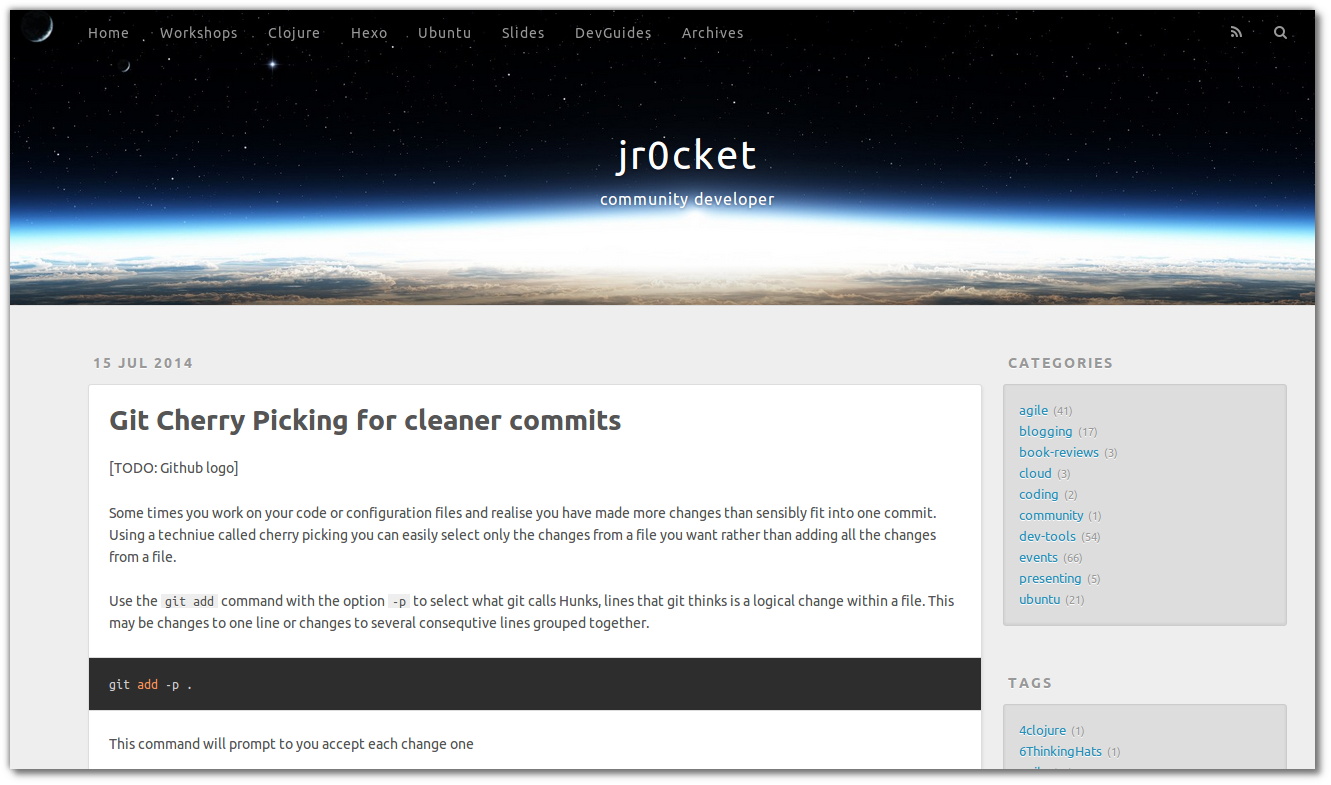 Home Workshops Clojure Hexo Ubuntu Slides DevGuides Archives
jr0cket
community developer
15 JUL 2014
Git Cherry Picking for cleaner commits
[TODO: Github logo]
Some times you work on your code or configuration files and realise you have made more changes than sensibly fit into one commit.
Using a techniue called cherry picking you can easily select only the changes from a file you want rather than adding all the changes
from a file.
Use the git add command with the option -p to select what git calls Hunks, lines that git thinks is a logical change within a file. This
may be changes to one line or changes to several consequtive lines grouped together.
git add -p .
This command will prompt to you accept each change one
CATEGORIES
agile (41)
blogging (17)
book-reviews (3)
cloud (3)
coding (2)
community (1)
dev-tools (54)
events (66)
presenting (5)
ubuntu (21)
TAGS
4clojure (1)
6ThinkingHats (1)